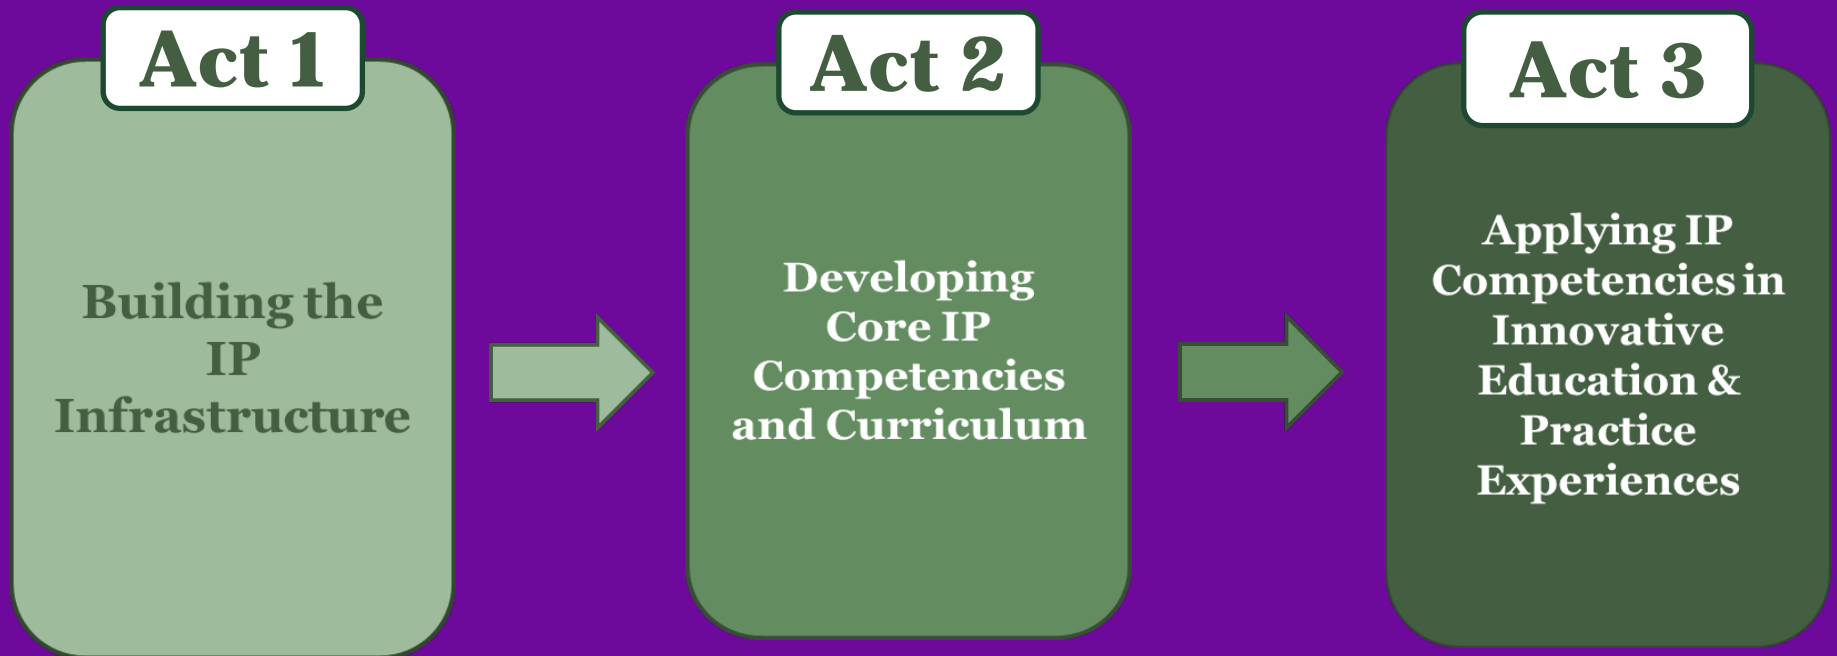 Act 1
Building the
IP
Infrastructure
Act 2
Developing
Core IP
Competencies
and Curriculum
Act 3
Applying IP
Competencies in
Innovative
Education &
Practice
Experiences